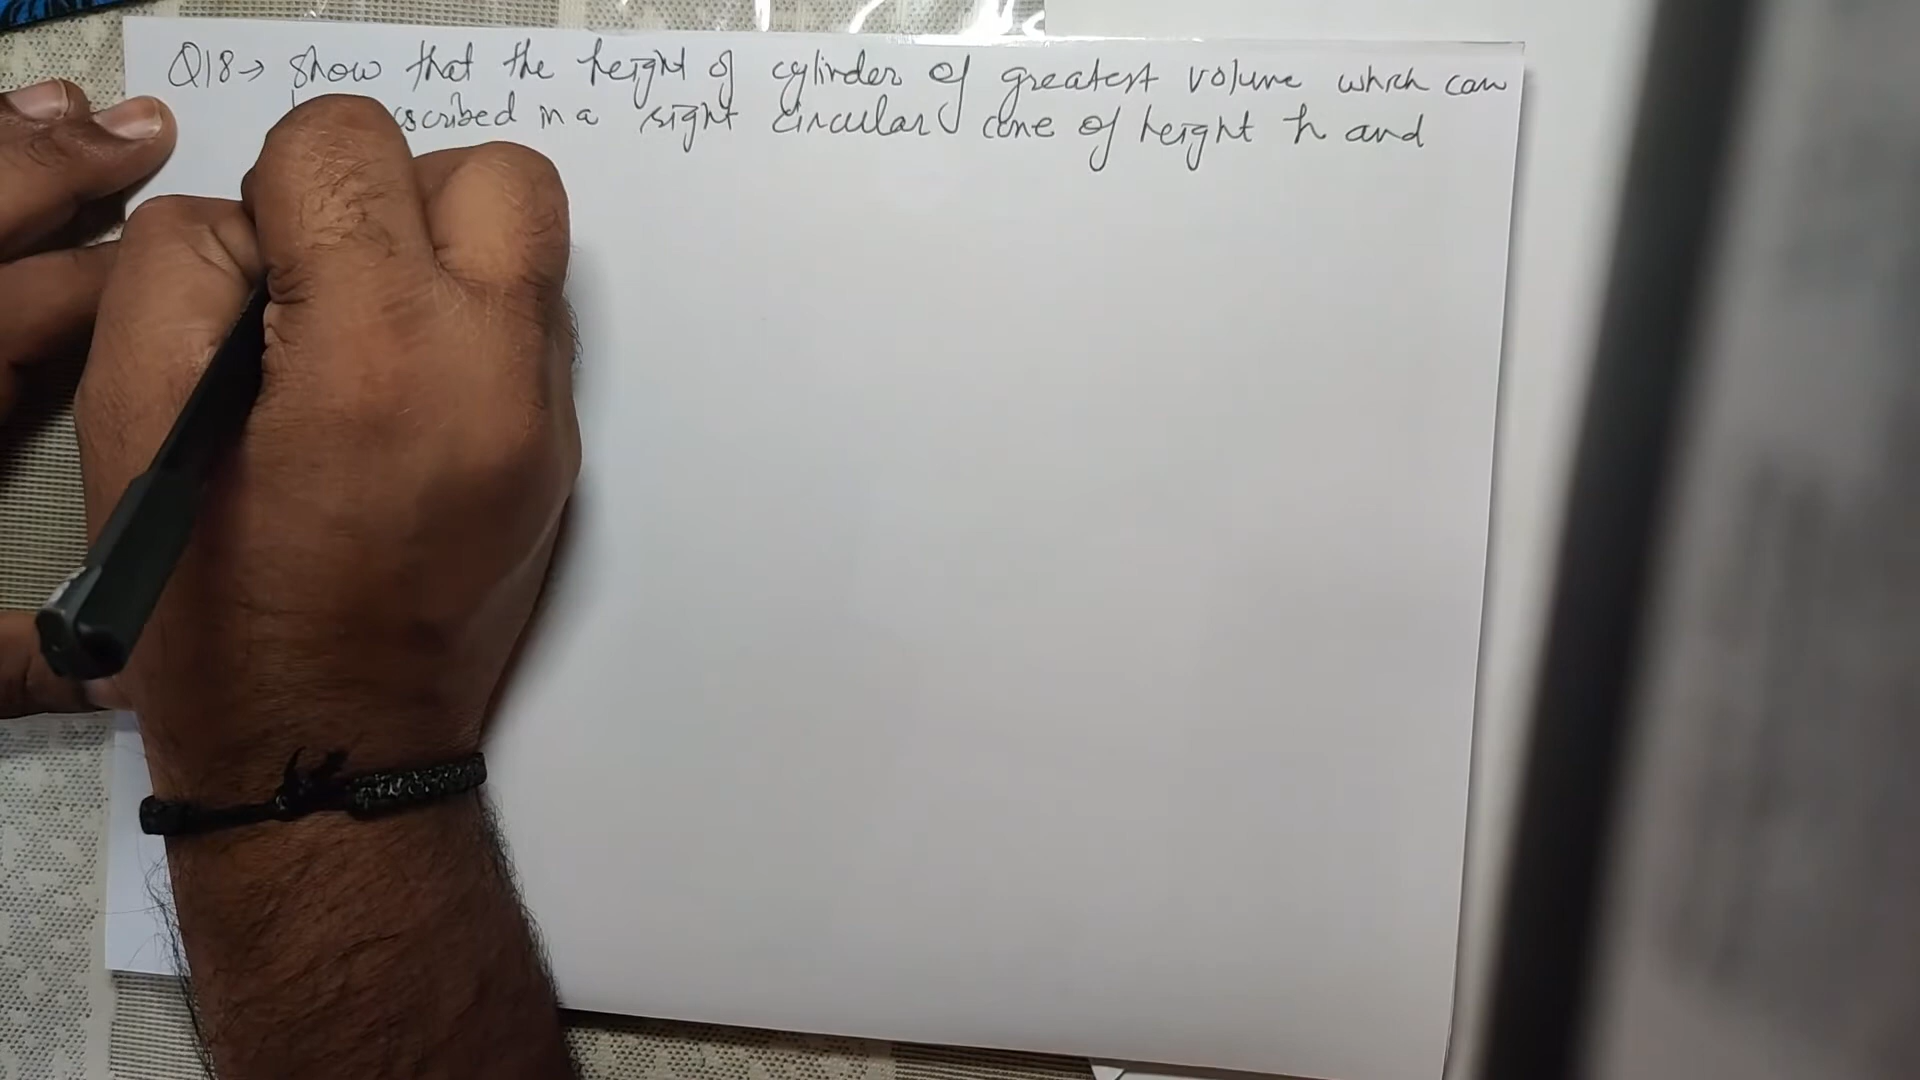 Q18→ Show that the height of cylinder of greatest volume which can
scribed in a right circular cone of height h and